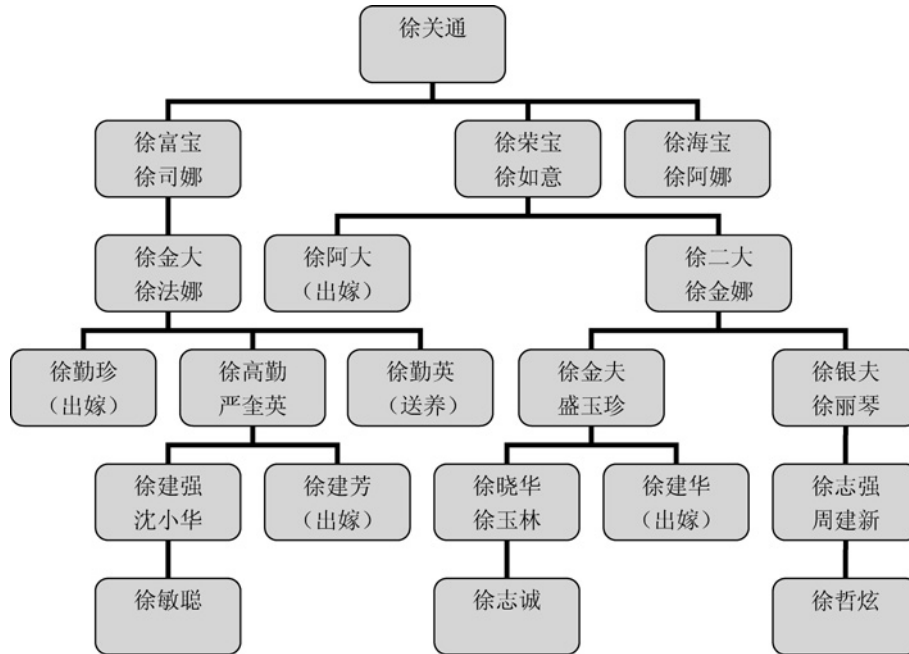 徐关通
徐富宝
徐司娜
徐荣宝
徐如意
徐海宝
徐阿娜
徐金大
徐法娜
徐阿大
（出嫁）
徐二大
徐金娜
徐勤珍
（出嫁）
徐高勤
严奎英
徐勤英
（送养）
徐金夫
盛玉珍
徐银夫
徐丽琴
徐建强
沈小华
徐建芳
（出嫁）
徐晓华
徐玉林
徐建华
（出嫁）
徐志强
周建新
徐敏聪
徐志诚
徐哲炫